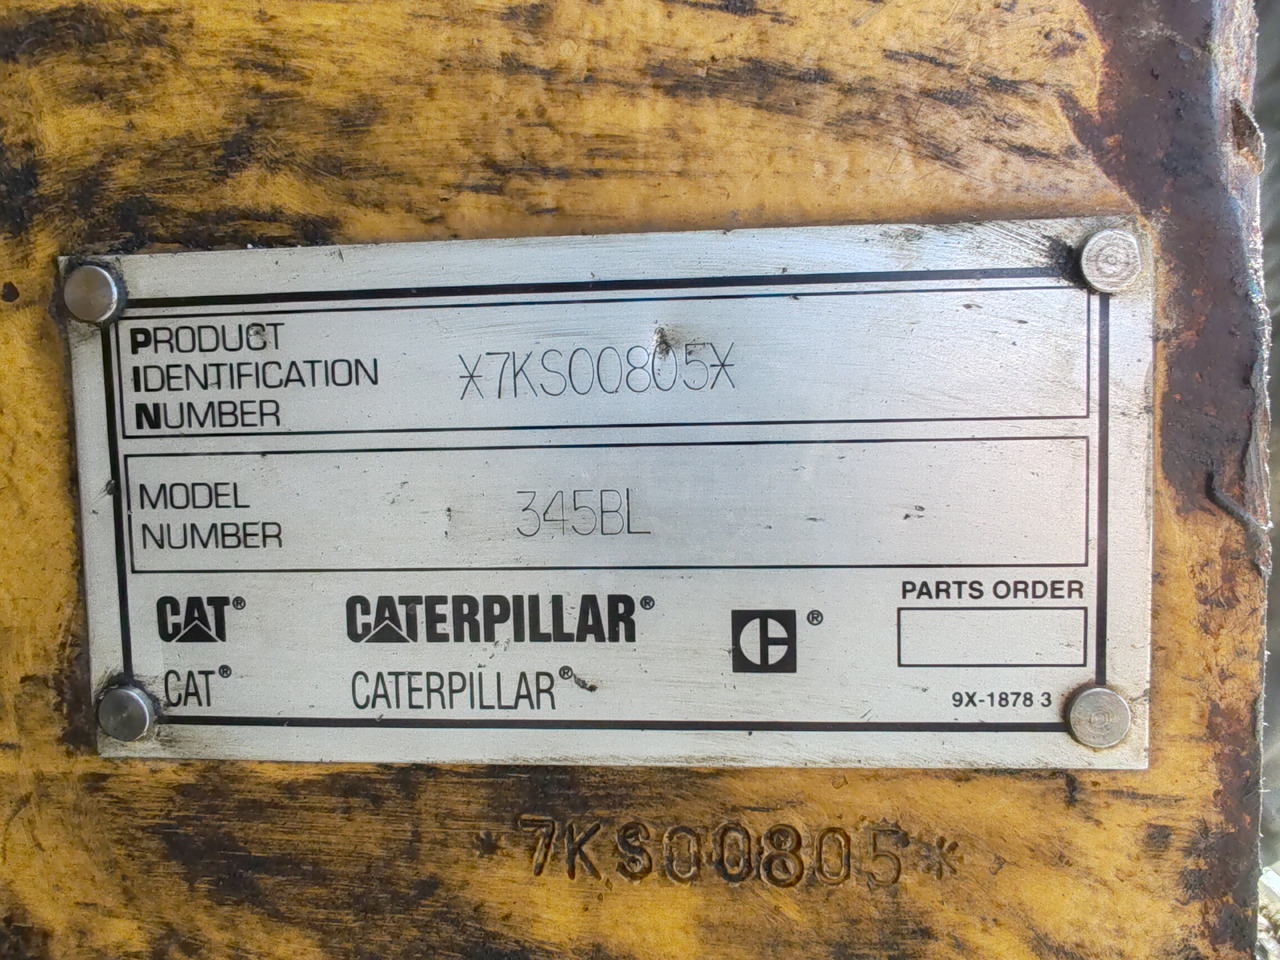 PRODUCT
IDENTIFICATION
NUMBER
*7KS00805*
MODEL
NUMBER
345BL
CAT®
CATERPILLAR®
C®
PARTS ORDER
CAT®
CATERPILLAR®
9X-1878 3
*7KS00805*